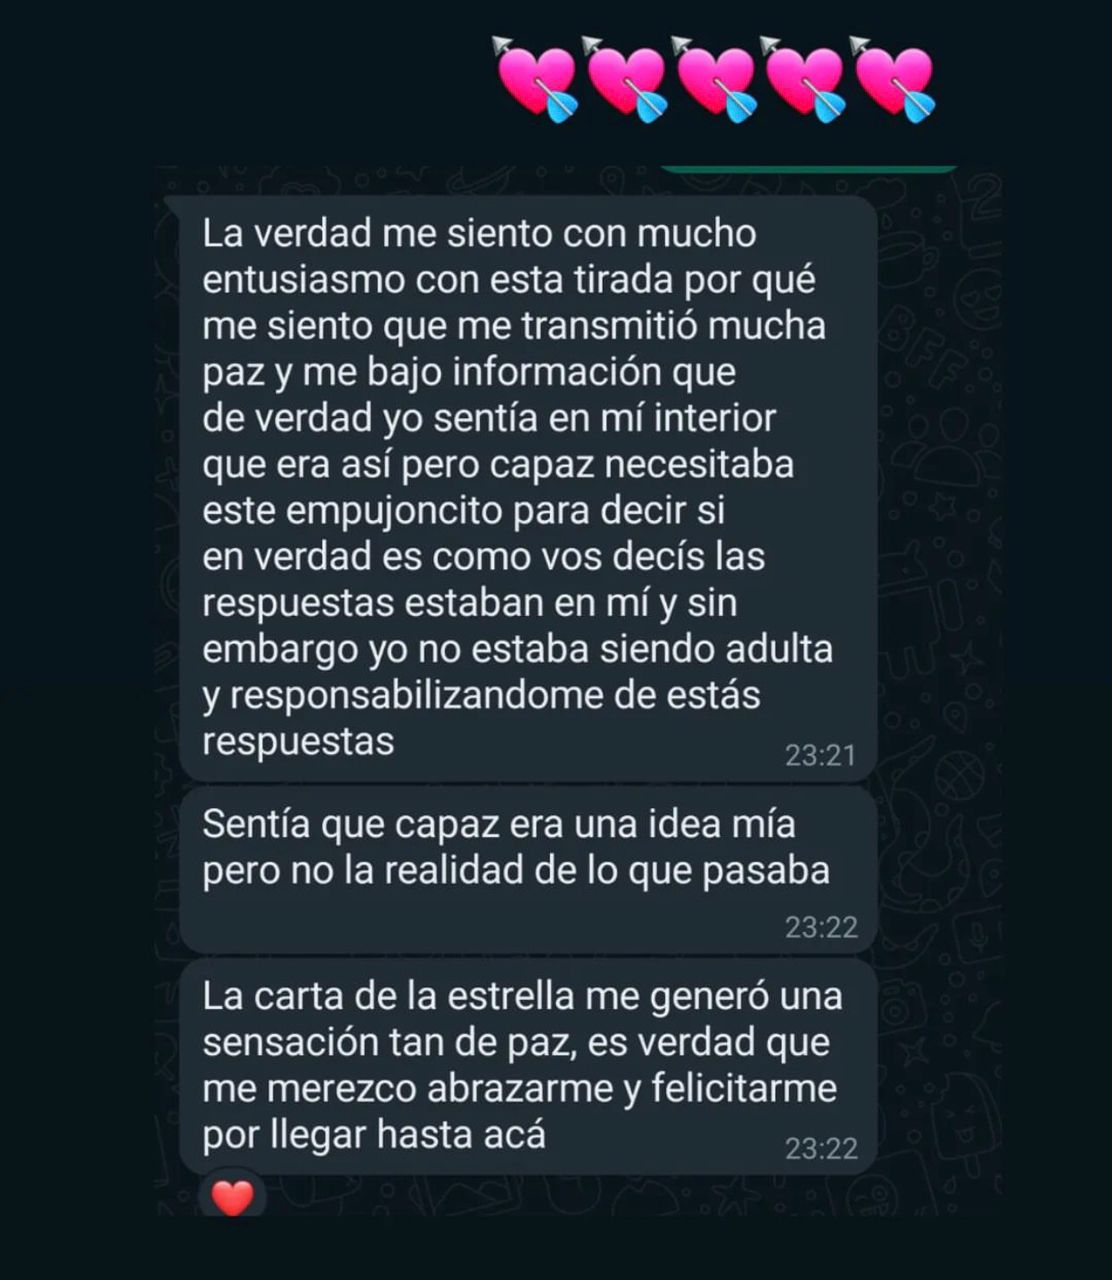 💘💘💘💘💘
La verdad me siento con mucho
entusiasmo con esta tirada por qué
me siento que me transmitió mucha
paz y me bajo información que
de verdad yo sentía en mí interior
que era así pero capaz necesitaba
este empujoncito para decir si
en verdad es como vos decís las
respuestas estaban en mí y sin
embargo yo no estaba siendo adulta
y responsabilizandome de estás
respuestas
23:21
Sentía que capaz era una idea mía
pero no la realidad de lo que pasaba
23:22
La carta de la estrella me generó una
sensación tan de paz, es verdad que
me merezco abrazarme y felicitarme
por llegar hasta acá
23:22
❤️